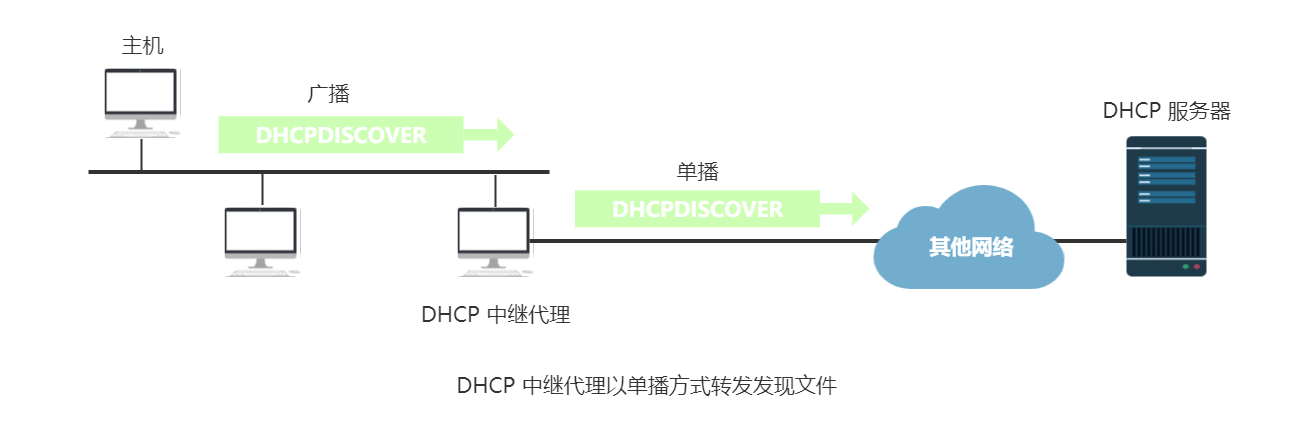 主机
广播
DHCPDISCOVER
DHCP 服务器
单播
DHCPDISCOVER
其他网络
DHCP 中继代理
DHCP 中继代理以单播方式转发发现文件